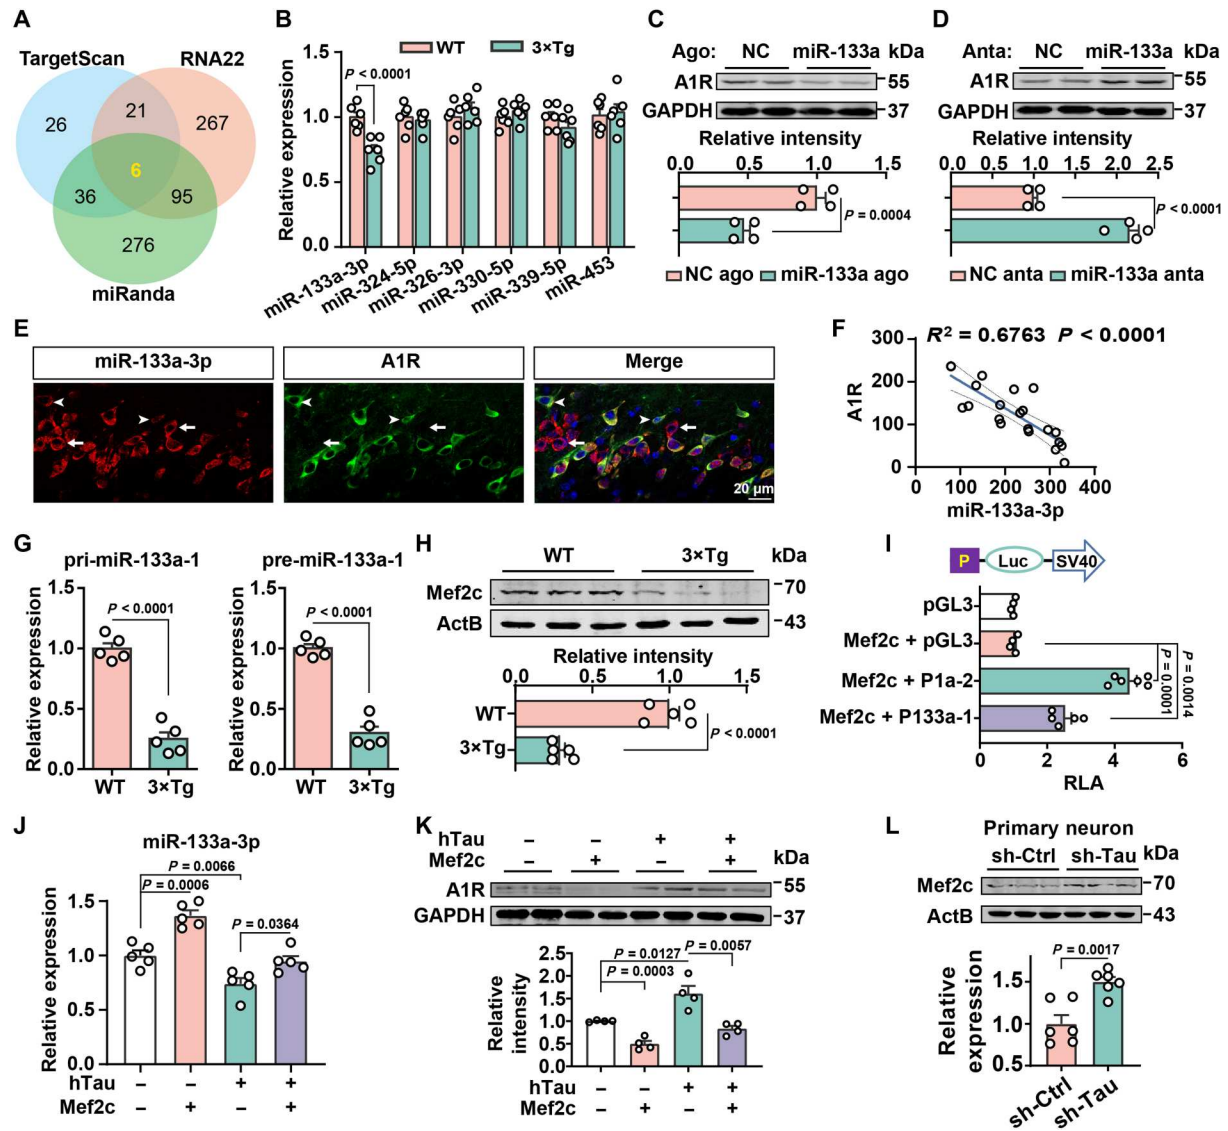 A
TargetScan
RNA22
26
21
267
6
36
95
276
miRanda
B
WT
3×Tg
Relative expression
1.5
1.0
0.5
0.0
P < 0.0001
miR-133a-3p
miR-324-5p
miR-326-3p
miR-330-5p
miR-339-5p
miR-453
C
Ago: NC miR-133a kDa
A1R
55
GAPDH
37
Relative intensity
0.0 0.5 1.0 1.5
P = 0.0004
NC ago miR-133a ago
D
Anta: NC miR-133a kDa
A1R
55
GAPDH
37
Relative intensity
0.0 0.5 1.0 1.5 2.0 2.5
P < 0.0001
NC anta miR-133a anta
E
miR-133a-3p
A1R
Merge
20 µm
F
R² = 0.6763 P < 0.0001
A1R
300
200
100
0
0 100 200 300 400
miR-133a-3p
G
pri-miR-133a-1
Relative expression
1.5
1.0
0.5
0.0
P < 0.0001
WT 3×Tg
pre-miR-133a-1
Relative expression
1.5
1.0
0.5
0.0
P < 0.0001
WT 3×Tg
H
WT 3×Tg kDa
Mef2c
70
ActB
43
Relative intensity
0.0 0.5 1.0 1.5
WT
3×Tg
P < 0.0001
I
P Luc SV40
pGL3
Mef2c + pGL3
Mef2c + P1a-2
Mef2c + P133a-1
P = 0.0001
P = 0.0014
0 2 4 6
RLA
J
miR-133a-3p
Relative expression
1.5
1.0
0.5
0.0
P = 0.0066
P = 0.0006
P = 0.0364
hTau – – + +
Mef2c – + – +
K
hTau – – + +
Mef2c – + – + kDa
A1R
55
GAPDH
37
Relative intensity
2.5
2.0
1.5
1.0
0.5
0.0
P = 0.0127
P = 0.0057
P = 0.0003
hTau – – + +
Mef2c – + – +
L
Primary neuron
sh-Ctrl sh-Tau kDa
Mef2c
70
ActB
43
Relative expression
1.5
1.0
0.5
P = 0.0017
sh-Ctrl
sh-Tau